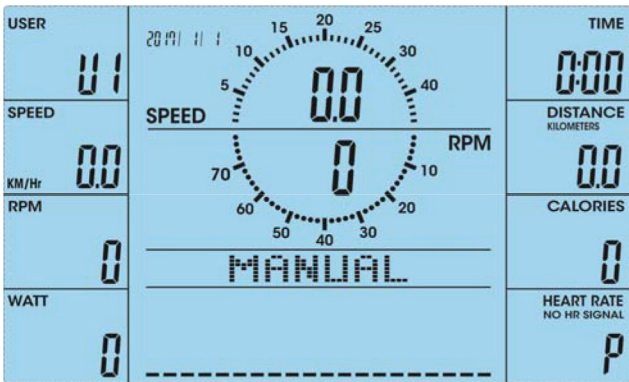 USER
U1
SPEED
KM/Hr 0.0
RPM
0
WATT
0
2017/ 1/ 1
5 10 15 20 25 30 40
0.0
SPEED
RPM
0
10 20 30 40 50 60 70
MANUAL
TIME
0:00
DISTANCE
KILOMETERS
0.0
CALORIES
0
HEART RATE
NO HR SIGNAL
P